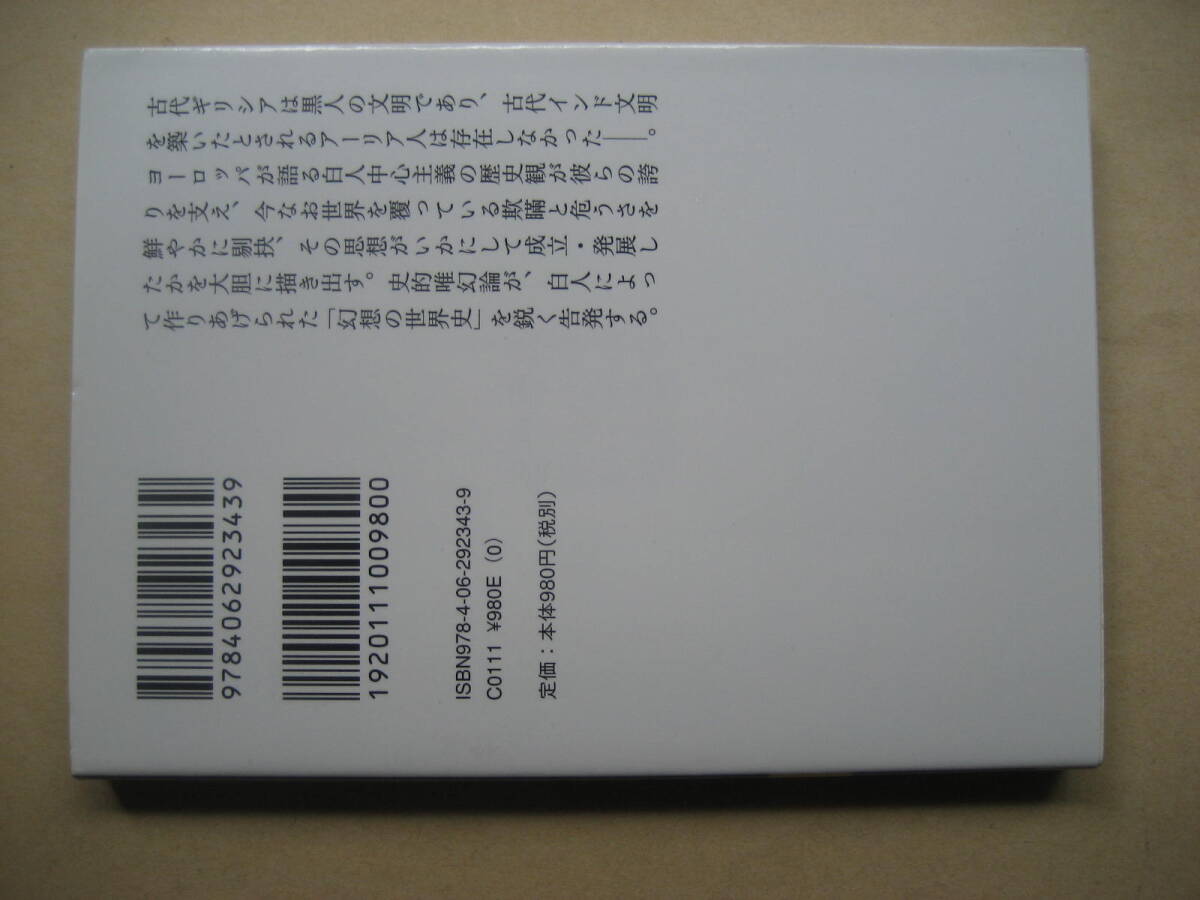 古代ギリシアは黒人の文明であり、古代インド文明
を築いたとされるアーリア人は存在しなかった――。
ヨーロッパが語る白人中心主義の歴史観が彼らの誇
りを支え、今なお世界を覆っている欺瞞と危うさを
鮮やかに剔抉、その思想がいかにして成立・発展し
たかを大胆に描き出す。史的唯幻論が、白人によっ
て作りあげられた「幻想の世界史」を鋭く告発する。
9784062923439
1920111009800
ISBN978-4-06-292343-9
C0111 ¥980E (0)
定価：本体980円(税別)